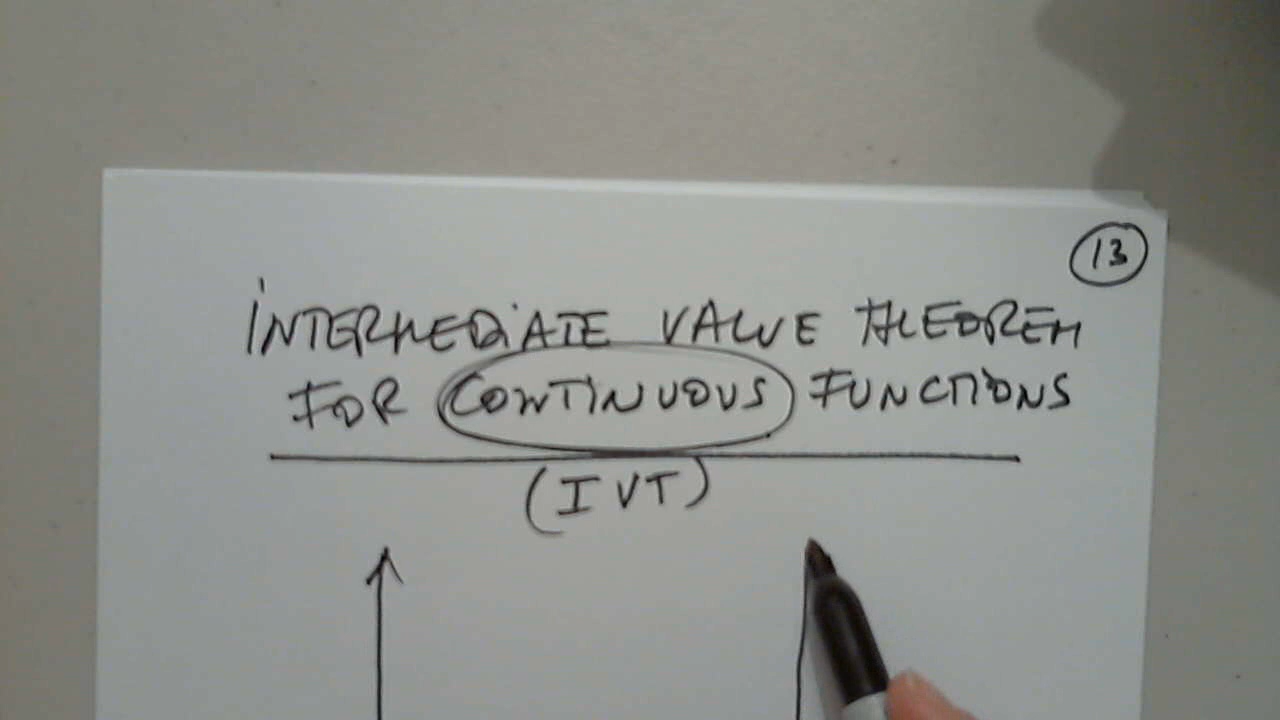 13
INTERMEDIATE VALUE THEOREM
FOR CONTINUOUS FUNCTIONS
(IVT)